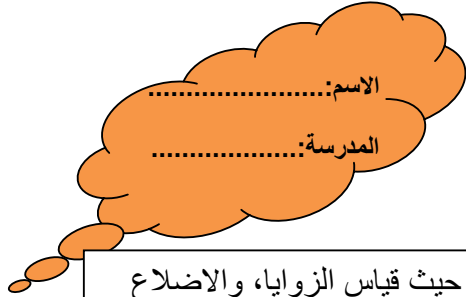 الاسم:.......................
المدرسة:...................
حيث قياس الزوايا، والاضلاع